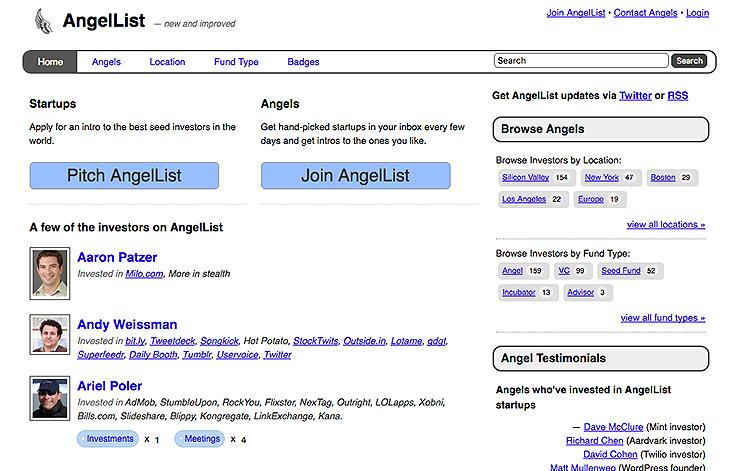 AngelList — new and improved
Join AngelList • Contact Angels • Login
Home Angels Location Fund Type Badges Search Search
Startups
Apply for an intro to the best seed investors in the
world.
Pitch AngelList
Angels
Get hand-picked startups in your inbox every few
days and get intros to the ones you like.
Join AngelList
A few of the investors on AngelList
Aaron Patzer
Invested in Milo.com, More in stealth
Andy Weissman
Invested in bit.ly, Tweetdeck, Songkick, Hot Potato, StockTwits, Outside.in, Lotame, gdgt,
Superfeedr, Daily Booth, Tumblr, Uservoice, Twitter
Ariel Poler
Invested in AdMob, StumbleUpon, RockYou, Flixster, NexTag, Outright, LOLapps, Xobni,
Bills.com, Slideshare, Blippy, Kongregate, LinkExchange, Kana.
Investments x 1 Meetings x 4
Get AngelList updates via Twitter or RSS
Browse Angels
Browse Investors by Location:
Silicon Valley 154 New York 47 Boston 29
Los Angeles 22 Europe 19
view all locations »
Browse Investors by Fund Type:
Angel 159 VC 99 Seed Fund 52
Incubator 13 Advisor 3
view all fund types »
Angel Testimonials
Angels who've invested in AngelList
startups
— Dave McClure (Mint investor)
Richard Chen (Aardvark investor)
David Cohen (Twilio investor)
Matt Mullenweg (WordPress founder)